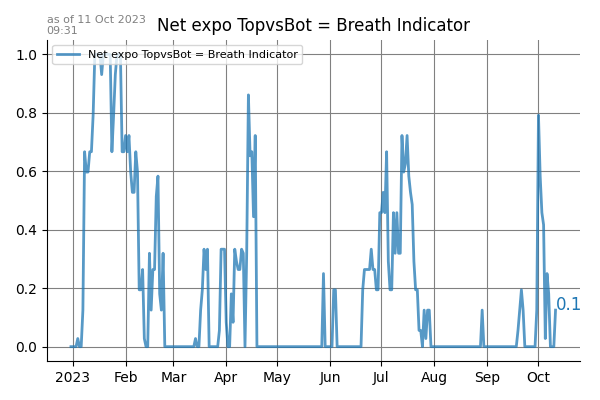 as of 11 Oct 2023
09:31
Net expo TopvsBot = Breath Indicator
Net expo TopvsBot = Breath Indicator
1.0
0.8
0.6
0.4
0.2
0.0
0.1
2023 Feb Mar Apr May Jun Jul Aug Sep Oct